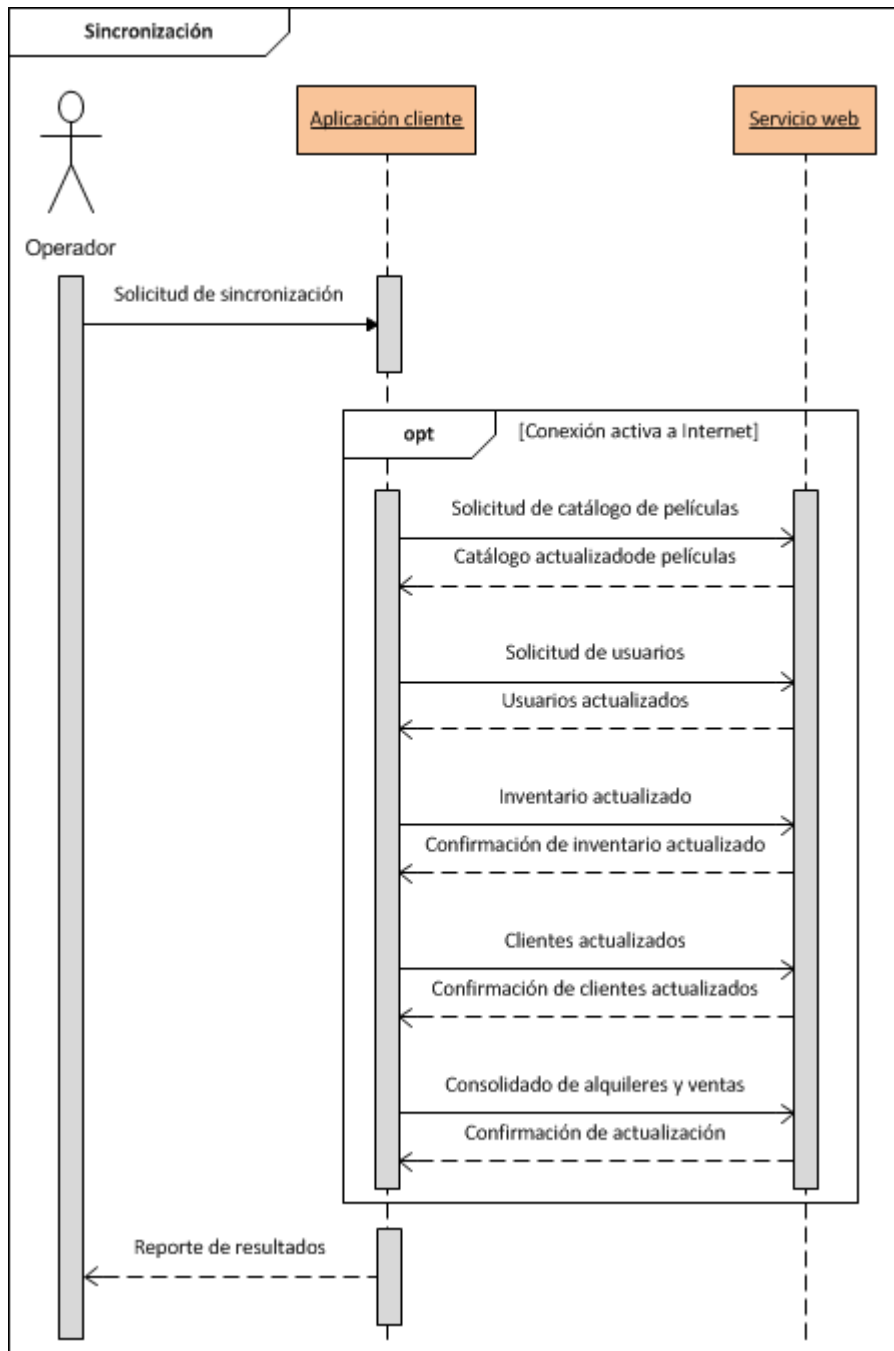 Sincronización
Aplicación cliente
Servicio web
Operador
Solicitud de sincronización
opt
[Conexión activa a Internet]
Solicitud de catálogo de películas
Catálogo actualizadode películas
Solicitud de usuarios
Usuarios actualizados
Inventario actualizado
Confirmación de inventario actualizado
Clientes actualizados
Confirmación de clientes actualizados
Consolidado de alquileres y ventas
Confirmación de actualización
Reporte de resultados